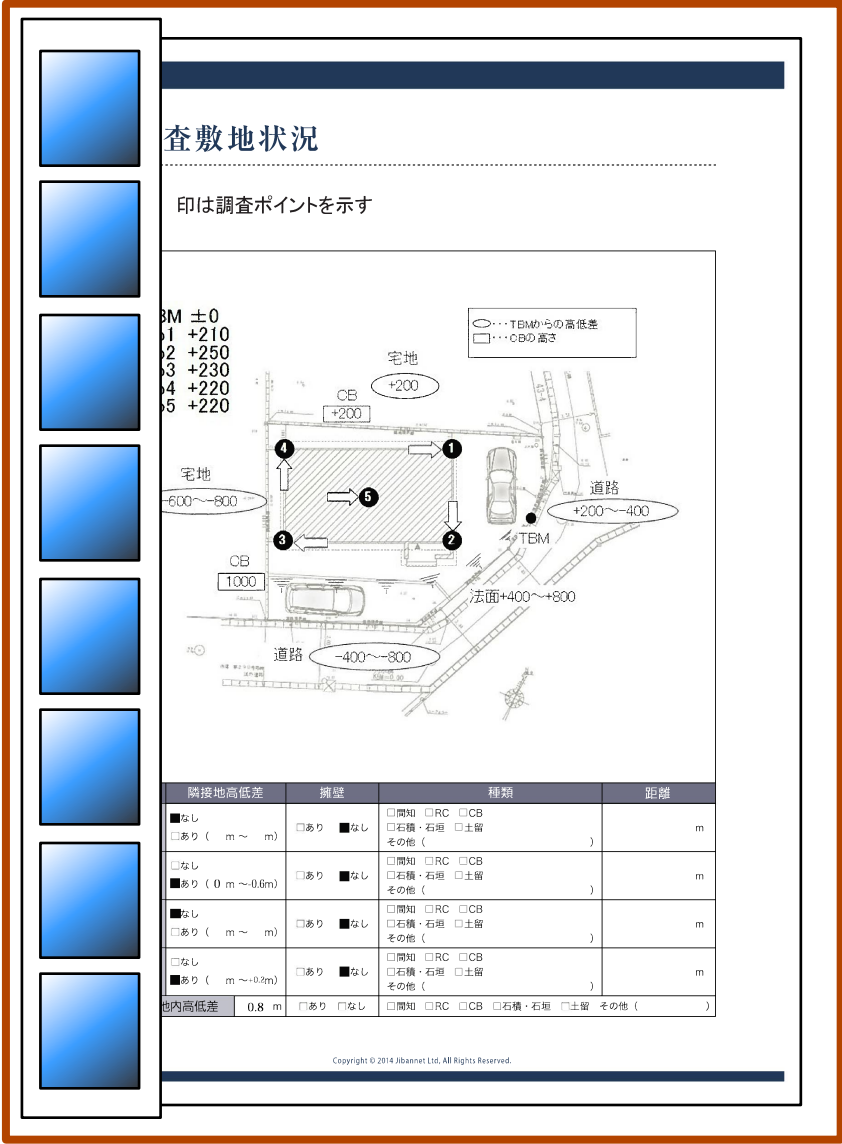 査敷地状況
印は調査ポイントを示す
BM ±0
1 +210
2 +250
3 +230
4 +220
5 +220
○・・・TBMからの高低差
□・・・CBの高さ
宅地
+200
CB
+200
4
1
宅地
-600〜-800
5
道路
+200〜-400
3
2
TBM
CB
1000
法面+400〜+800
道路
-400〜-800
隣接地高低差 擁壁 種類 距離
■なし
□あり ( m 〜 m)
□あり ■なし
□間知 □RC □CB
□石積・石垣 □土留
その他 ( )
m
□なし
■あり ( 0 m 〜-0.6m)
□あり ■なし
□間知 □RC □CB
□石積・石垣 □土留
その他 ( )
m
■なし
□あり ( m 〜 m)
□あり ■なし
□間知 □RC □CB
□石積・石垣 □土留
その他 ( )
m
□なし
■あり ( m 〜+0.2m)
□あり ■なし
□間知 □RC □CB
□石積・石垣 □土留
その他 ( )
m
地内高低差 0.8 m □あり □なし □間知 □RC □CB □石積・石垣 □土留 その他 ( )
Copyright © 2014 Jibannet Ltd, All Rights Reserved.